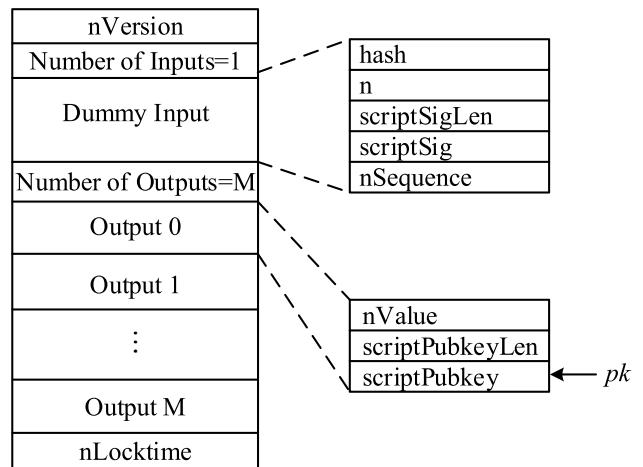 nVersion
Number of Inputs=1
Dummy Input
Number of Outputs=M
Output 0
Output 1
⋮
Output M
nLocktime
hash
n
scriptSigLen
scriptSig
nSequence
nValue
scriptPubkeyLen
scriptPubkey
pk